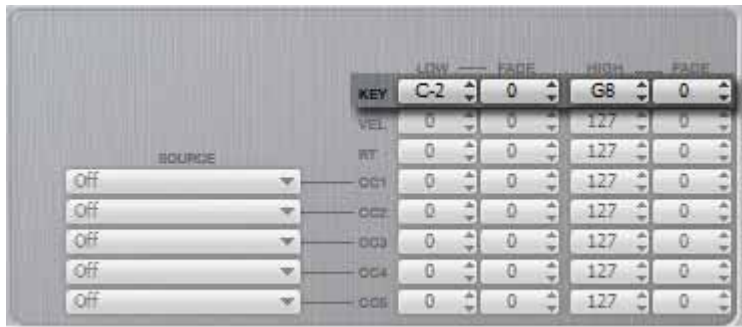 LOW FADE HIGH FADE
KEY C-2 0 G8 0
VEL 0 0 127 0
SOURCE RT 0 0 127 0
Off CC1 0 0 127 0
Off CC2 0 0 127 0
Off CC3 0 0 127 0
Off CC4 0 0 127 0
Off CC5 0 0 127 0